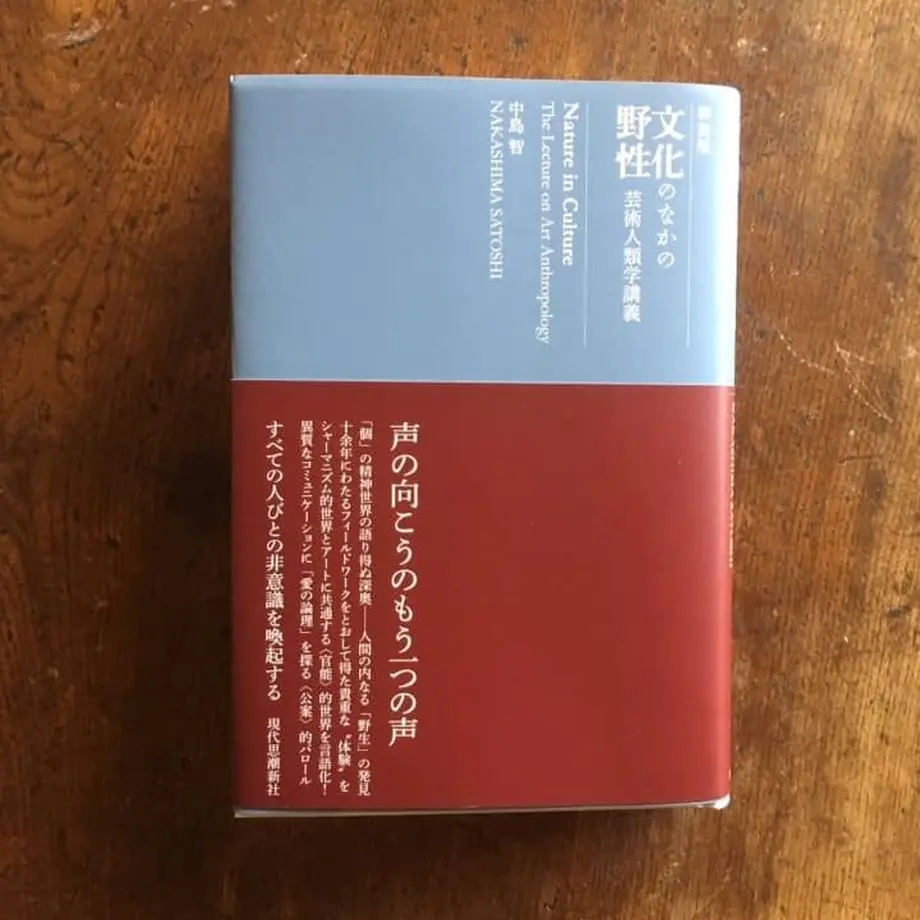 文化のなかの
野性 芸術人類学講義
Nature in Culture
The Lecture on Art Anthropology
中島 智
NAKASHIMA SATOSHI
声の向こうのもう一つの声
「個」の精神世界の語り得ぬ深奥――人間の内なる「野生」の発見
十余年にわたるフィールドワークをとおして得た貴重な〝体験〟を
シャーマニズム的世界とアートに共通する〈官能〉的世界を言語化!
異質なコミュニケーションに「愛の論理」を探る〈公案〉的パロール
すべての人びとの非意識を喚起する 現代思潮新社